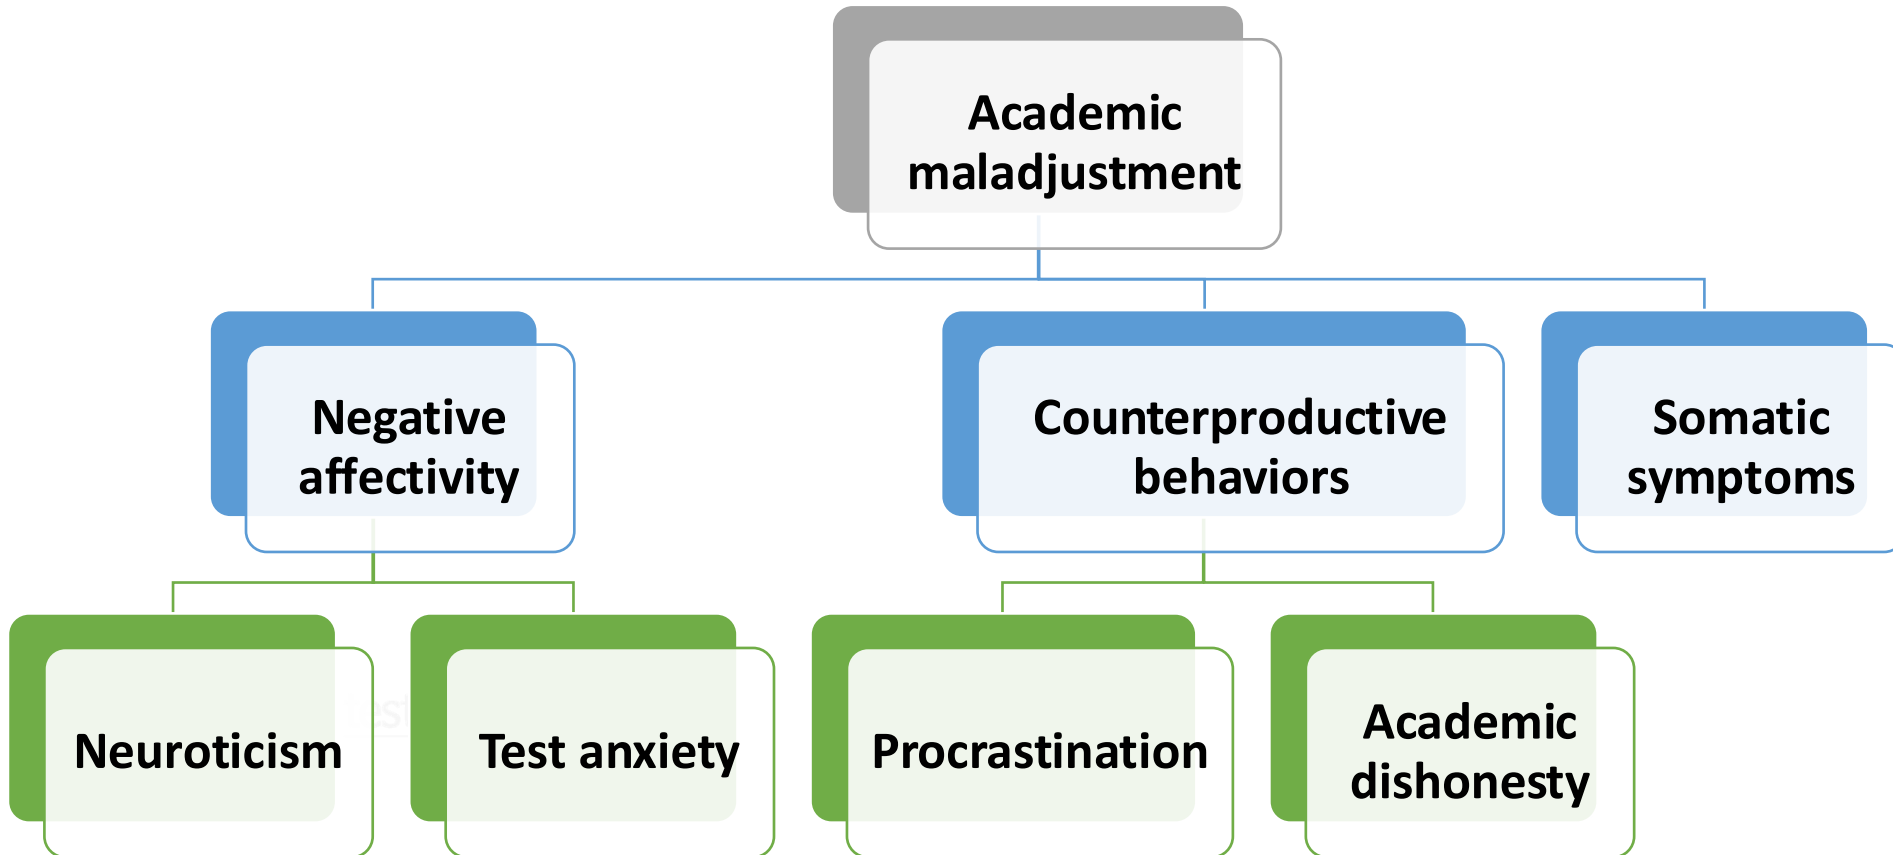 Academic
maladjustment
Negative
affectivity
Counterproductive
behaviors
Somatic
symptoms
Neuroticism
Test anxiety
Procrastination
Academic
dishonesty